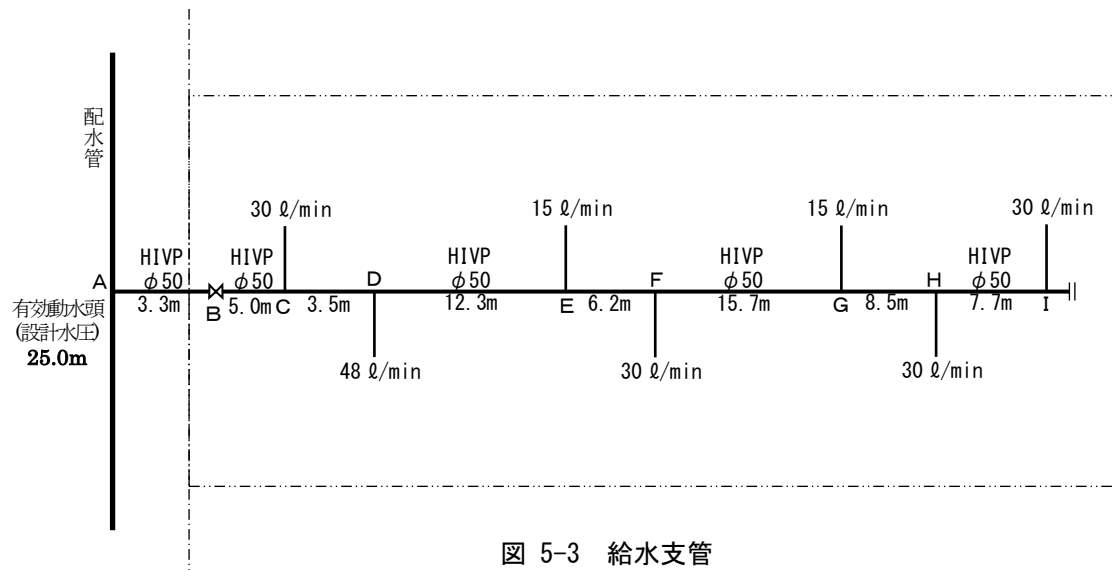 配水管
30 ℓ/min
15 ℓ/min
15 ℓ/min
30 ℓ/min
HIVP
φ50
3.3m
HIVP
φ50
5.0m
3.5m
HIVP
φ50
12.3m
6.2m
HIVP
φ50
15.7m
8.5m
HIVP
φ50
7.7m
A
B
C
D
E
F
G
H
I
有効動水頭
(設計水圧)
25.0m
48 ℓ/min
30 ℓ/min
30 ℓ/min
図 5-3 給水支管